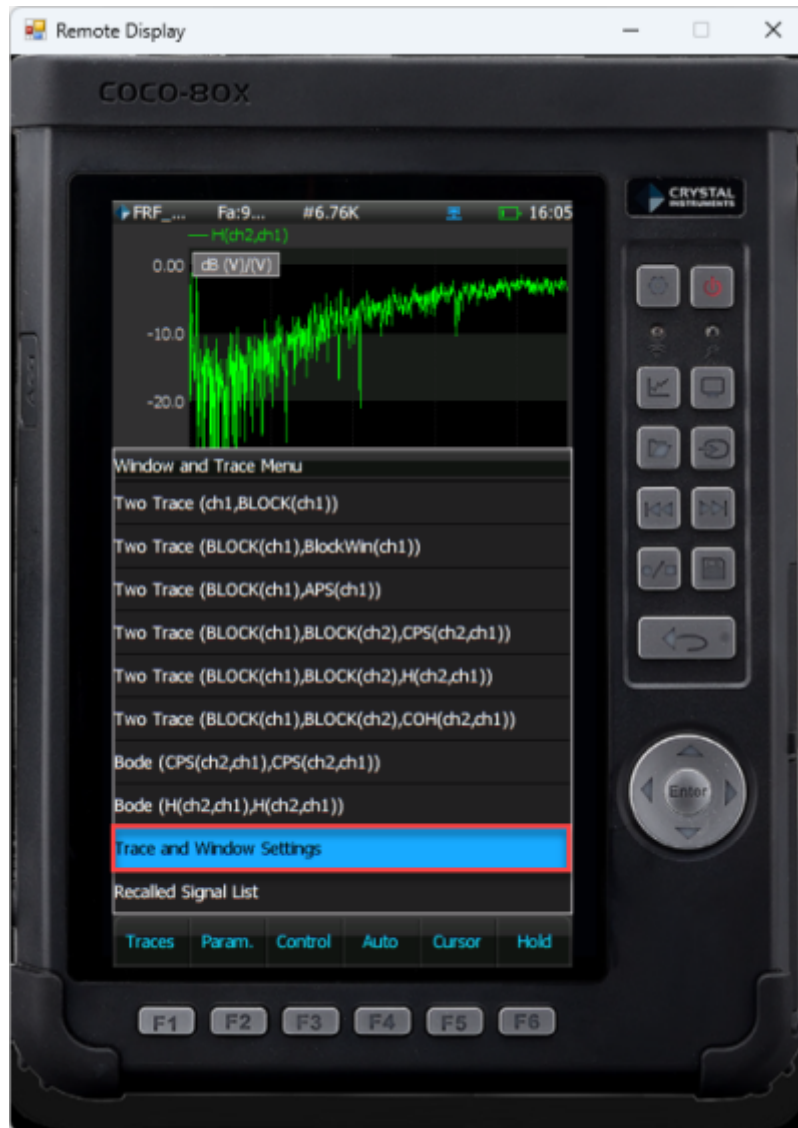 Remote Display
COCO-80X
CRYSTAL
INSTRUMENTS
FRF_... Fa:9... #6.76K 16:05
H(ch2,ch1)
0.00 dB (V)/(V)
-10.0
-20.0
Window and Trace Menu
Two Trace (ch1,BLOCK(ch1))
Two Trace (BLOCK(ch1),BlockWin(ch1))
Two Trace (BLOCK(ch1),APS(ch1))
Two Trace (BLOCK(ch1),BLOCK(ch2),CPS(ch2,ch1))
Two Trace (BLOCK(ch1),BLOCK(ch2),H(ch2,ch1))
Two Trace (BLOCK(ch1),BLOCK(ch2),COH(ch2,ch1))
Bode (CPS(ch2,ch1),CPS(ch2,ch1))
Bode (H(ch2,ch1),H(ch2,ch1))
Trace and Window Settings
Recalled Signal List
Traces Param. Control Auto Cursor Hold
Enter
F1 F2 F3 F4 F5 F6